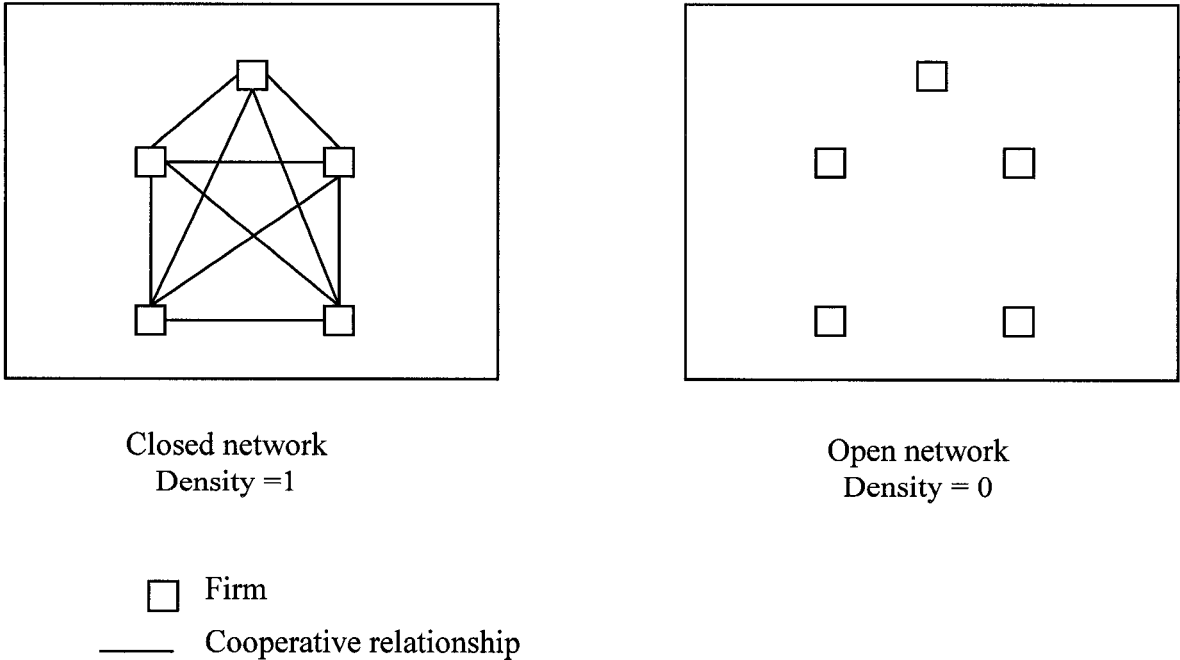 Closed network
Density =1
Open network
Density = 0
Firm
Cooperative relationship